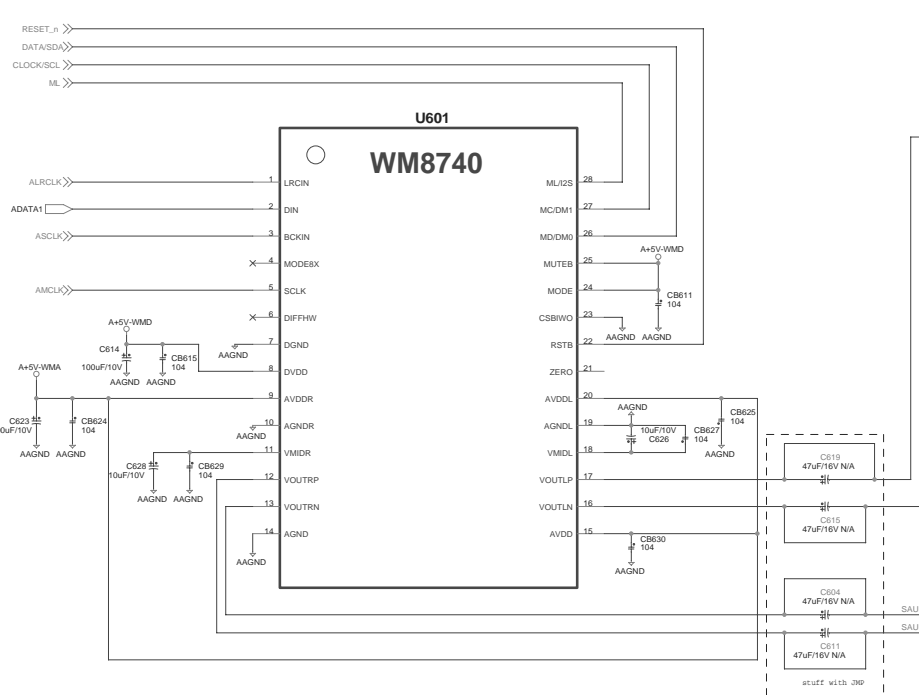 RESET_n
DATA/SDA
CLOCK/SCL
ML
U601
WM8740
ALRCLK
1
LRCIN
ML/I2S
28
ADATA1
2
DIN
MC/DM1
27
ASCLK
3
BCKIN
MD/DM0
26
A+5V-WMD
4
MODE8X
MUTEB
25
AMCLK
5
SCLK
MODE
24
CB611
104
6
DIFFHW
CSBIWO
23
AAGND
AAGND
A+5V-WMD
C614
100uF/10V
AAGND
CB615
104
AAGND
AAGND
7
DGND
RSTB
22
8
DVDD
ZERO
21
A+5V-WMA
9
AVDDR
AVDDL
20
C623
0uF/10V
AAGND
CB624
104
AAGND
AAGND
10
AGNDR
AGNDL
19
AAGND
10uF/10V
C626
CB627
104
CB625
104
AAGND
11
VMIDR
VMIDL
18
C628
10uF/10V
AAGND
CB629
104
AAGND
12
VOUTRP
VOUTLP
17
C619
47uF/16V N/A
13
VOUTRN
VOUTLN
16
C615
47uF/16V N/A
14
AGND
AVDD
15
AAGND
CB630
104
AAGND
C604
47uF/16V N/A
SAU
SAU
C611
47uF/16V N/A
stuff with JMP